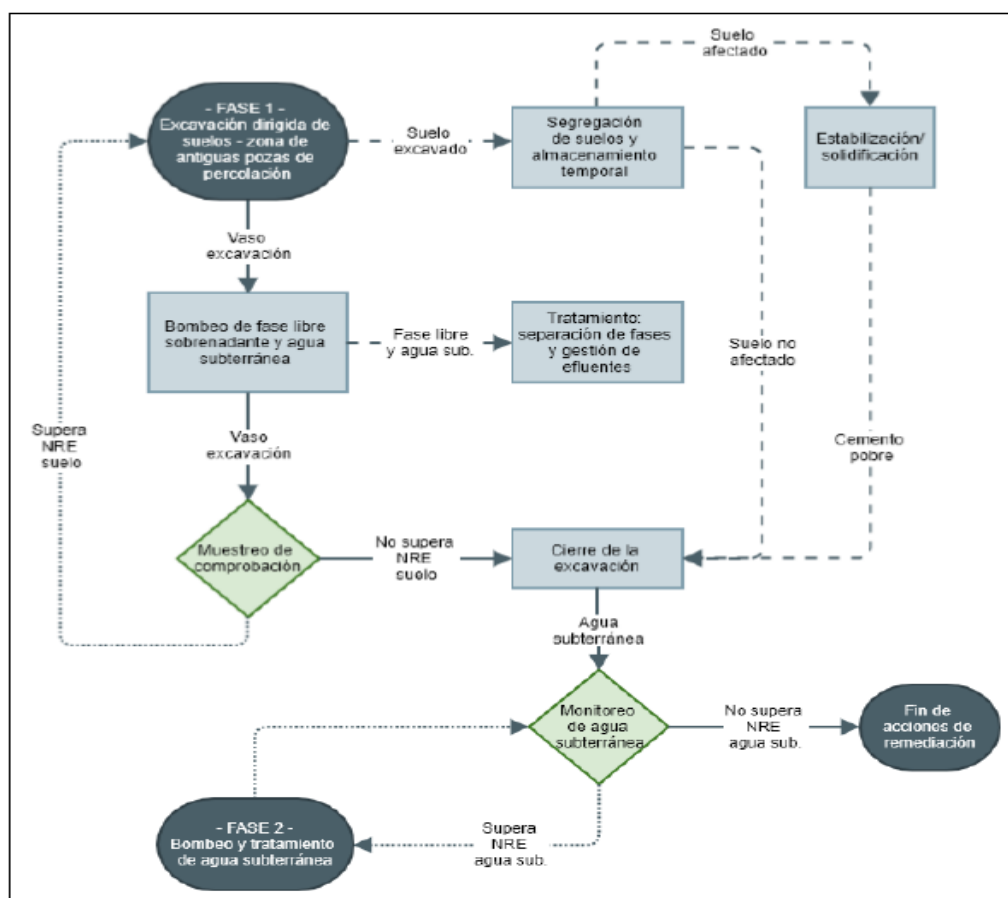 Suelo
afectado
- FASE 1 -
Excavación dirigida de
suelos - zona de
antiguas pozas de
percolación
Suelo
excavado
Segregación
de suelos y
almacenamiento
temporal
Estabilización/
solidificación
Vaso
excavación
Bombeo de fase libre
sobrenadante y agua
subterránea
Fase libre
y agua sub.
Tratamiento:
separación de fases
y gestión de
efluentes
Suelo no
afectado
Supera
NRE
suelo
Vaso
excavación
Cemento
pobre
Muestreo de
comprobación
No supera
NRE
suelo
Cierre de la
excavación
Agua
subterránea
Monitoreo
de agua
subterránea
No supera
NRE
agua sub.
Fin de
acciones de
remediación
- FASE 2 -
Bombeo y tratamiento
de agua subterránea
Supera
NRE
agua sub.